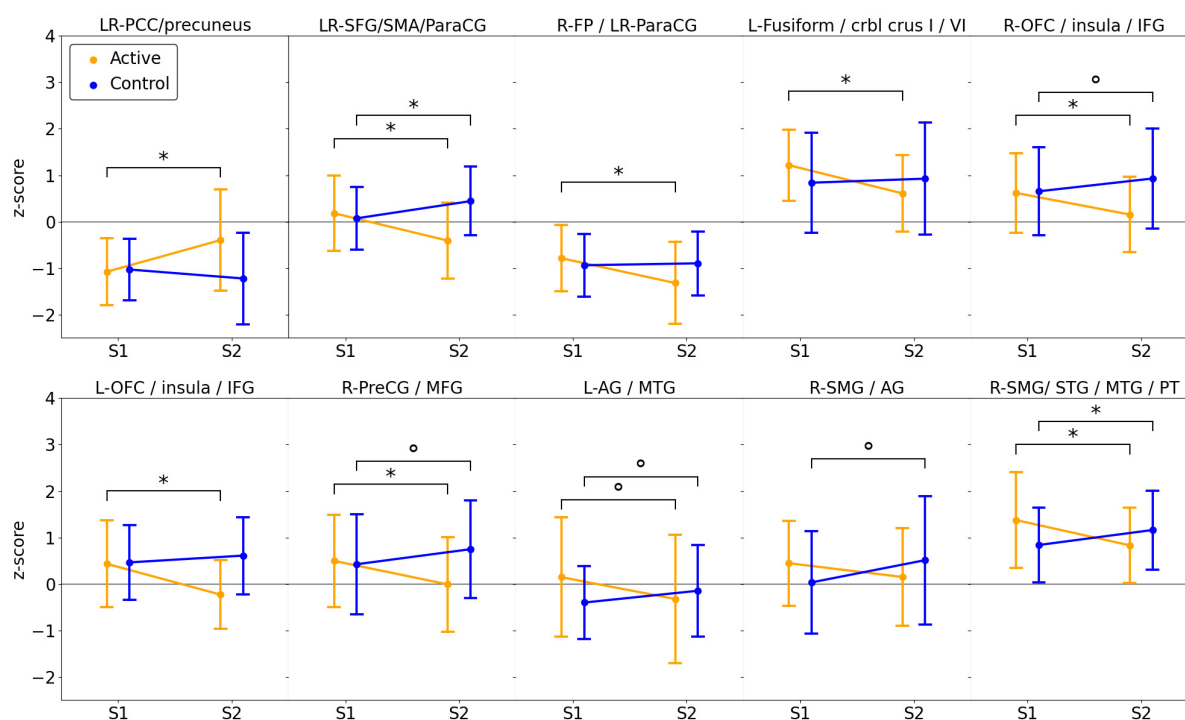 LR-PCC/precuneus
LR-SFG/SMA/ParaCG
R-FP / LR-ParaCG
L-Fusiform / crbl crus I / VI
R-OFC / insula / IFG
Active
Control
z-score
4
3
2
1
0
−1
−2
*
*
*
*
*
*
S1 S2
S1 S2
S1 S2
S1 S2
S1 S2
L-OFC / insula / IFG
R-PreCG / MFG
L-AG / MTG
R-SMG / AG
R-SMG/ STG / MTG / PT
z-score
4
3
2
1
0
−1
−2
*
*
*
*
S1 S2
S1 S2
S1 S2
S1 S2
S1 S2